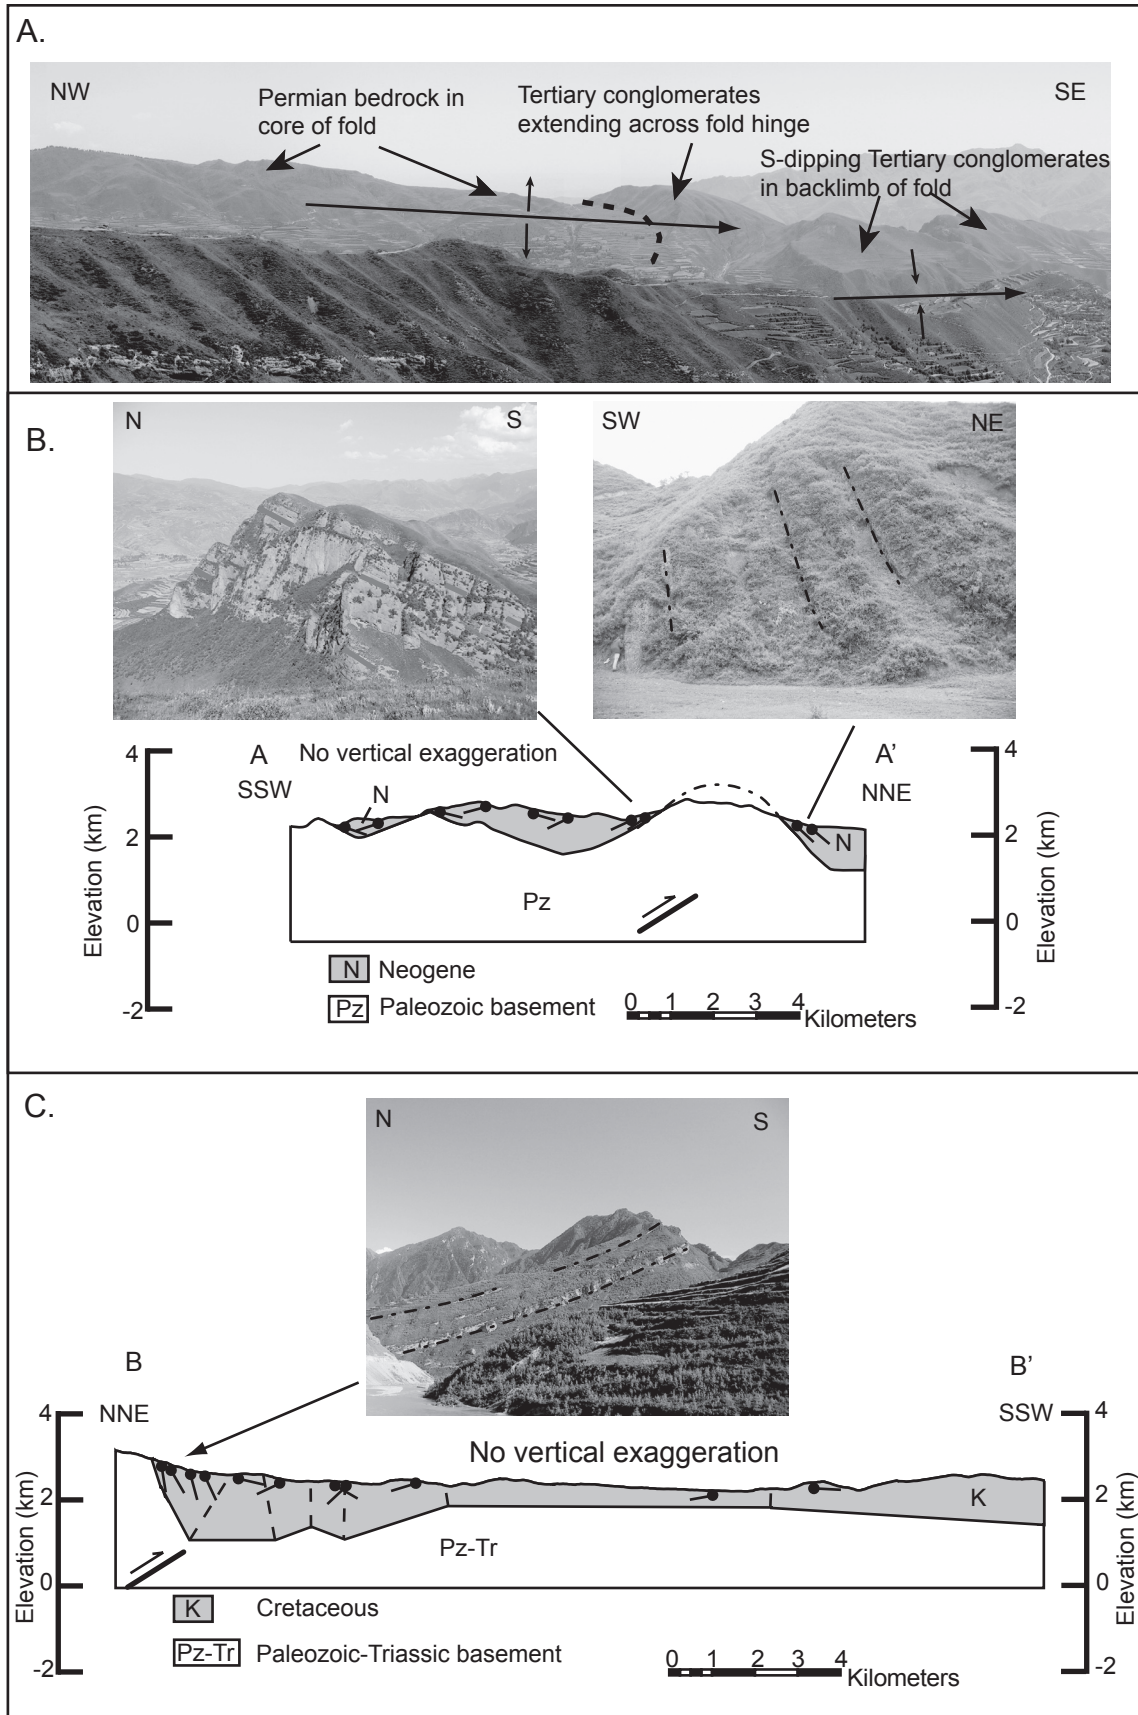 A.
NW
SE
Permian bedrock in
core of fold
Tertiary conglomerates
extending across fold hinge
S-dipping Tertiary conglomerates
in backlimb of fold
B.
N
S
SW
NE
A
No vertical exaggeration
A'
SSW
NNE
4
2
0
-2
Elevation (km)
N
N
Pz
4
2
0
-2
Elevation (km)
N Neogene
Pz Paleozoic basement
0 1 2 3 4
Kilometers
C.
N
S
B
B'
NNE
SSW
No vertical exaggeration
4
2
0
-2
Elevation (km)
K
Pz-Tr
4
2
0
-2
Elevation (km)
K Cretaceous
Pz-Tr Paleozoic-Triassic basement
0 1 2 3 4
Kilometers